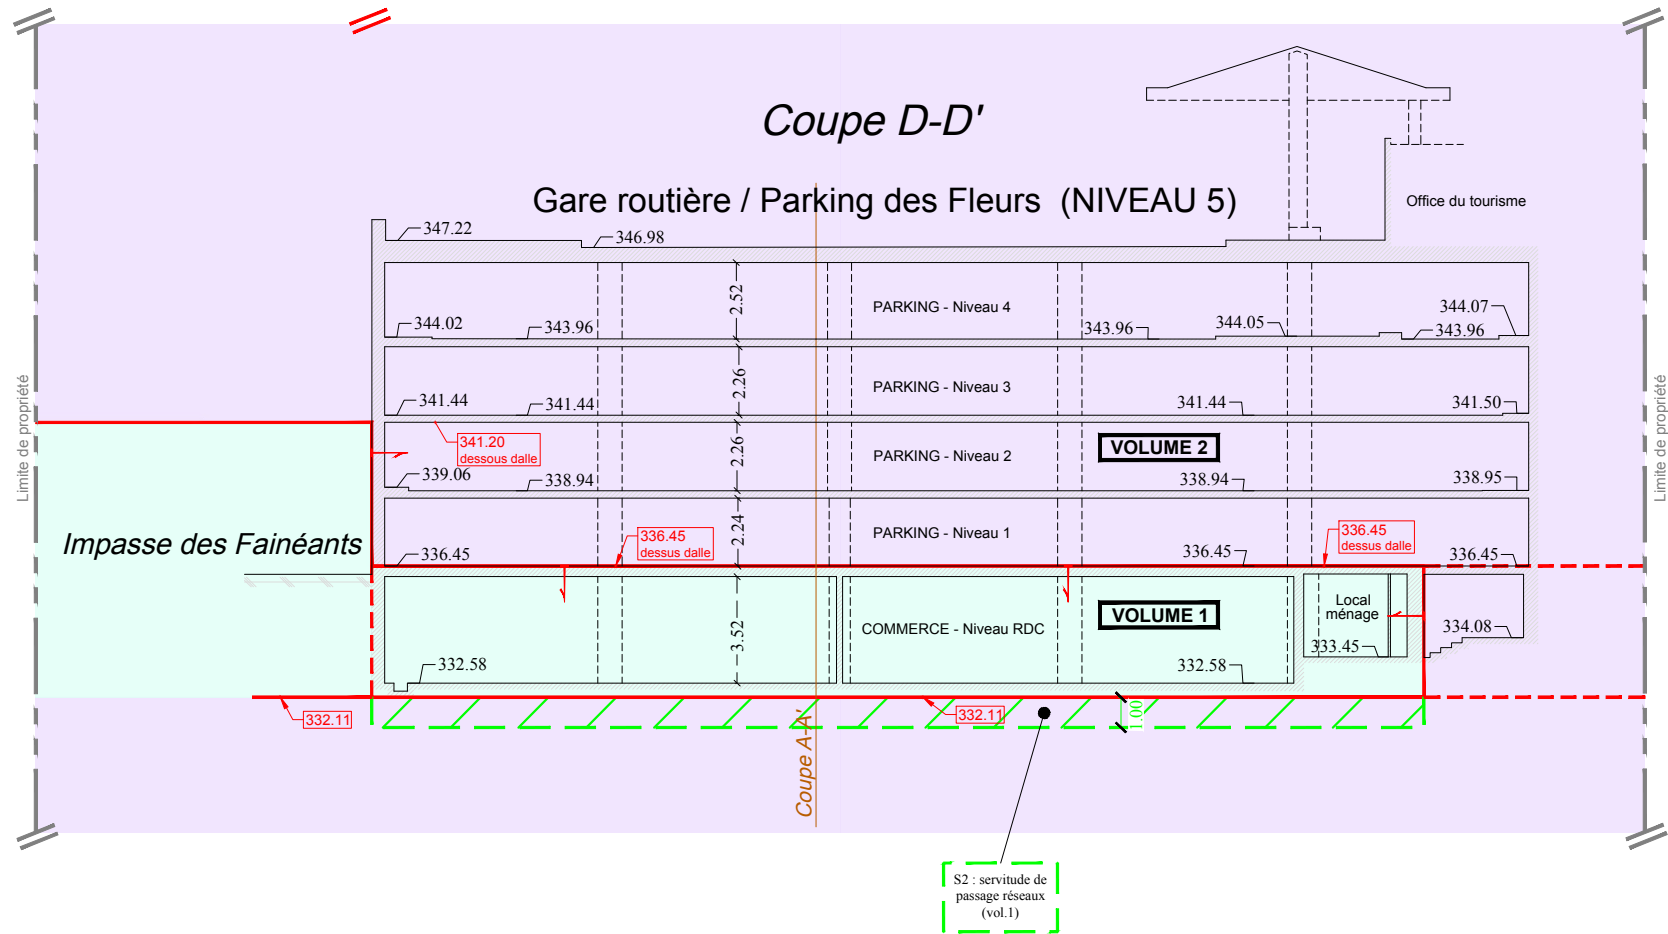 Coupe D-D'
Gare routière / Parking des Fleurs (NIVEAU 5)
Office du tourisme
347.22
346.98
2.52
PARKING - Niveau 4
344.07
344.02
343.96
343.96
344.05
343.96
Limite de propriété
Limite de propriété
2.26
PARKING - Niveau 3
341.44
341.44
341.44
341.50
341.20
dessous dalle
2.26
PARKING - Niveau 2
VOLUME 2
339.06
338.94
338.94
338.95
Impasse des Fainéants
2.24
PARKING - Niveau 1
336.45
336.45
dessus dalle
336.45
336.45
dessus dalle
336.45
3.52
COMMERCE - Niveau RDC
VOLUME 1
Local
ménage
334.08
333.45
332.58
332.58
332.11
332.11
1.00
Coupe A-A'
S2 : servitude de
passage réseaux
(vol.1)